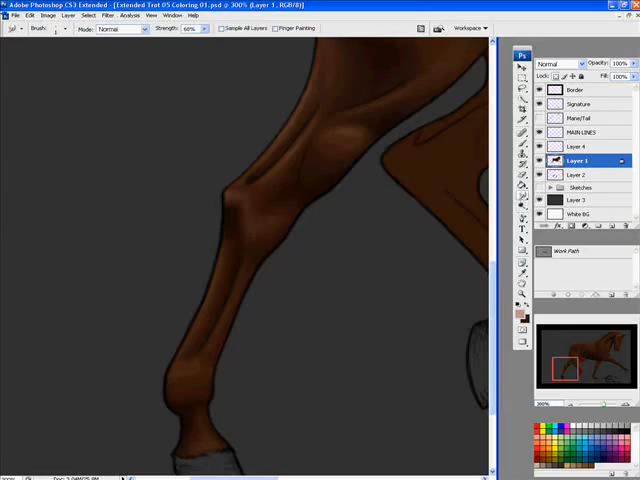 Adobe Photoshop CS3 Extended - [Extended Trot 05 Coloring 01.psd @ 300% (Layer 1, RGB/8)]
File Edit Image Layer Select Filter Analysis View Window Help
Brush: 1 Mode: Normal Strength: 68% Sample All Layers Finger Painting Workspace
Ps
Normal Opacity: 100%
Lock: Fill: 100%
Border
Signature
Mane/Tail
MAIN LINES
Layer 4
Layer 1
Layer 2
Sketches
Layer 3
White BG
Work Path
300%